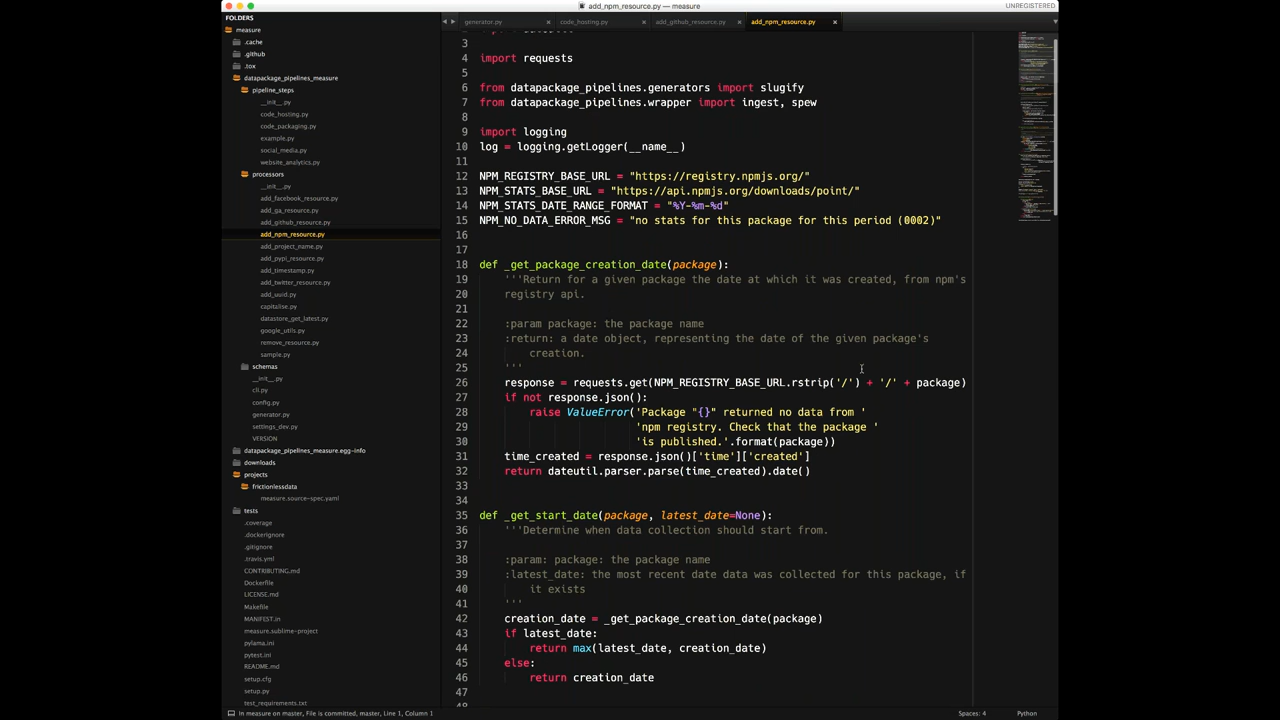 add_npm_resource.py — measure
UNREGISTERED
FOLDERS
measure
.cache
.github
.tox
datapackage_pipelines_measure
pipeline_steps
__init__.py
code_hosting.py
code_packaging.py
example.py
social_media.py
website_analytics.py
processors
__init__.py
add_facebook_resource.py
add_ga_resource.py
add_github_resource.py
add_npm_resource.py
add_project_name.py
add_pypi_resource.py
add_timestamp.py
add_twitter_resource.py
add_uuid.py
capitalise.py
datastore_get_latest.py
google_utils.py
remove_resource.py
sample.py
schemas
__init__.py
cli.py
config.py
generator.py
settings_dev.py
VERSION
datapackage_pipelines_measure.egg-info
downloads
projects
frictionlessdata
measure.source-spec.yaml
tests
.coverage
.dockerignore
.gitignore
.travis.yml
CONTRIBUTING.md
Dockerfile
LICENSE.md
Makefile
MANIFEST.in
measure.sublime-project
pylama.ini
pytest.ini
README.md
setup.cfg
setup.py
test_requirements.txt
generator.py
code_hosting.py
add_github_resource.py
add_npm_resource.py
3
4 import requests
5
6 from datapackage_pipelines.generators import slugify
7 from datapackage_pipelines.wrapper import ingest, spew
8
9 import logging
10 log = logging.getLogger(__name__)
11
12 NPM_REGISTRY_BASE_URL = "https://registry.npmjs.org/"
13 NPM_STATS_BASE_URL = "https://api.npmjs.org/downloads/point/"
14 NPM_STATS_DATE_RANGE_FORMAT = "%Y-%m-%d"
15 NPM_NO_DATA_ERROR_MSG = "no stats for this package for this period (0002)"
16
17
18 def _get_package_creation_date(package):
19 '''Return for a given package the date at which it was created, from npm's
20 registry api.
21
22 :param package: the package name
23 :return: a date object, representing the date of the given package's
24 creation.
25 '''
26 response = requests.get(NPM_REGISTRY_BASE_URL.rstrip('/') + '/' + package)
27 if not response.json():
28 raise ValueError('Package "{}" returned no data from '
29 'npm registry. Check that the package '
30 'is published.'.format(package))
31 time_created = response.json()['time']['created']
32 return dateutil.parser.parse(time_created).date()
33
34
35 def _get_start_date(package, latest_date=None):
36 '''Determine when data collection should start from.
37
38 :param: package: the package name
39 :latest_date: the most recent date data was collected for this package, if
40 it exists
41 '''
42 creation_date = _get_package_creation_date(package)
43 if latest_date:
44 return max(latest_date, creation_date)
45 else:
46 return creation_date
47
In measure on master, File is committed, master, Line 1, Column 1
Spaces: 4
Python